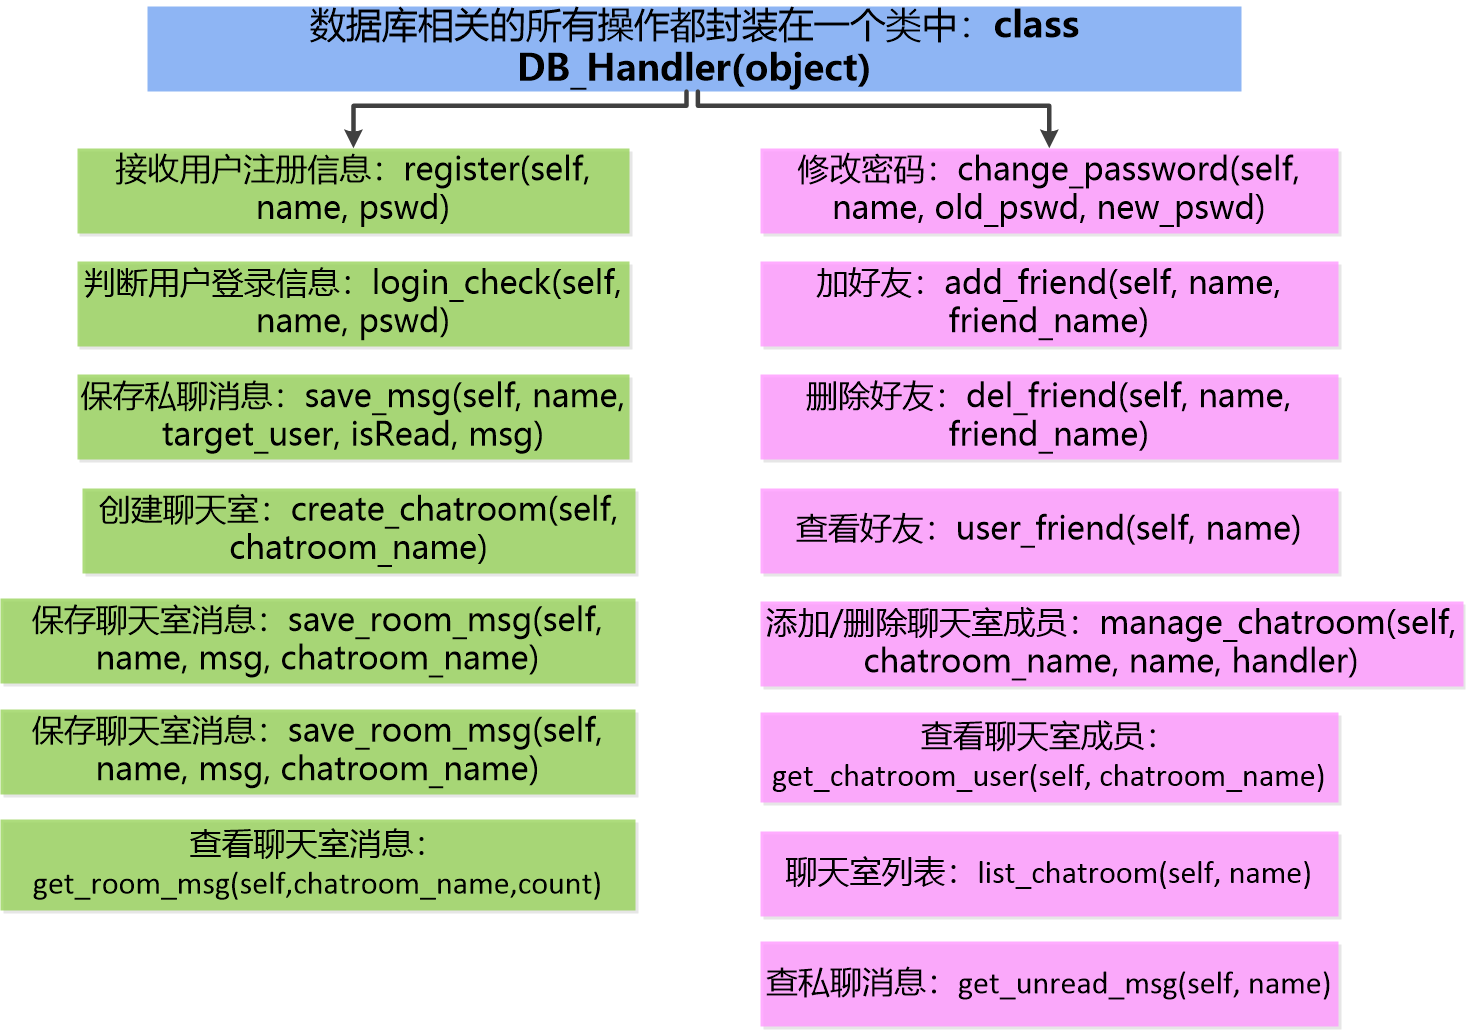 数据库相关的所有操作都封装在一个类中：class
DB_Handler(object)
接收用户注册信息：register(self,
name, pswd)
判断用户登录信息：login_check(self,
name, pswd)
保存私聊消息：save_msg(self, name,
target_user, isRead, msg)
创建聊天室：create_chatroom(self,
chatroom_name)
保存聊天室消息：save_room_msg(self,
name, msg, chatroom_name)
保存聊天室消息：save_room_msg(self,
name, msg, chatroom_name)
查看聊天室消息：
get_room_msg(self,chatroom_name,count)
修改密码：change_password(self,
name, old_pswd, new_pswd)
加好友：add_friend(self, name,
friend_name)
删除好友：del_friend(self, name,
friend_name)
查看好友：user_friend(self, name)
添加/删除聊天室成员：manage_chatroom(self,
chatroom_name, name, handler)
查看聊天室成员：
get_chatroom_user(self, chatroom_name)
聊天室列表：list_chatroom(self, name)
查私聊消息：get_unread_msg(self, name)